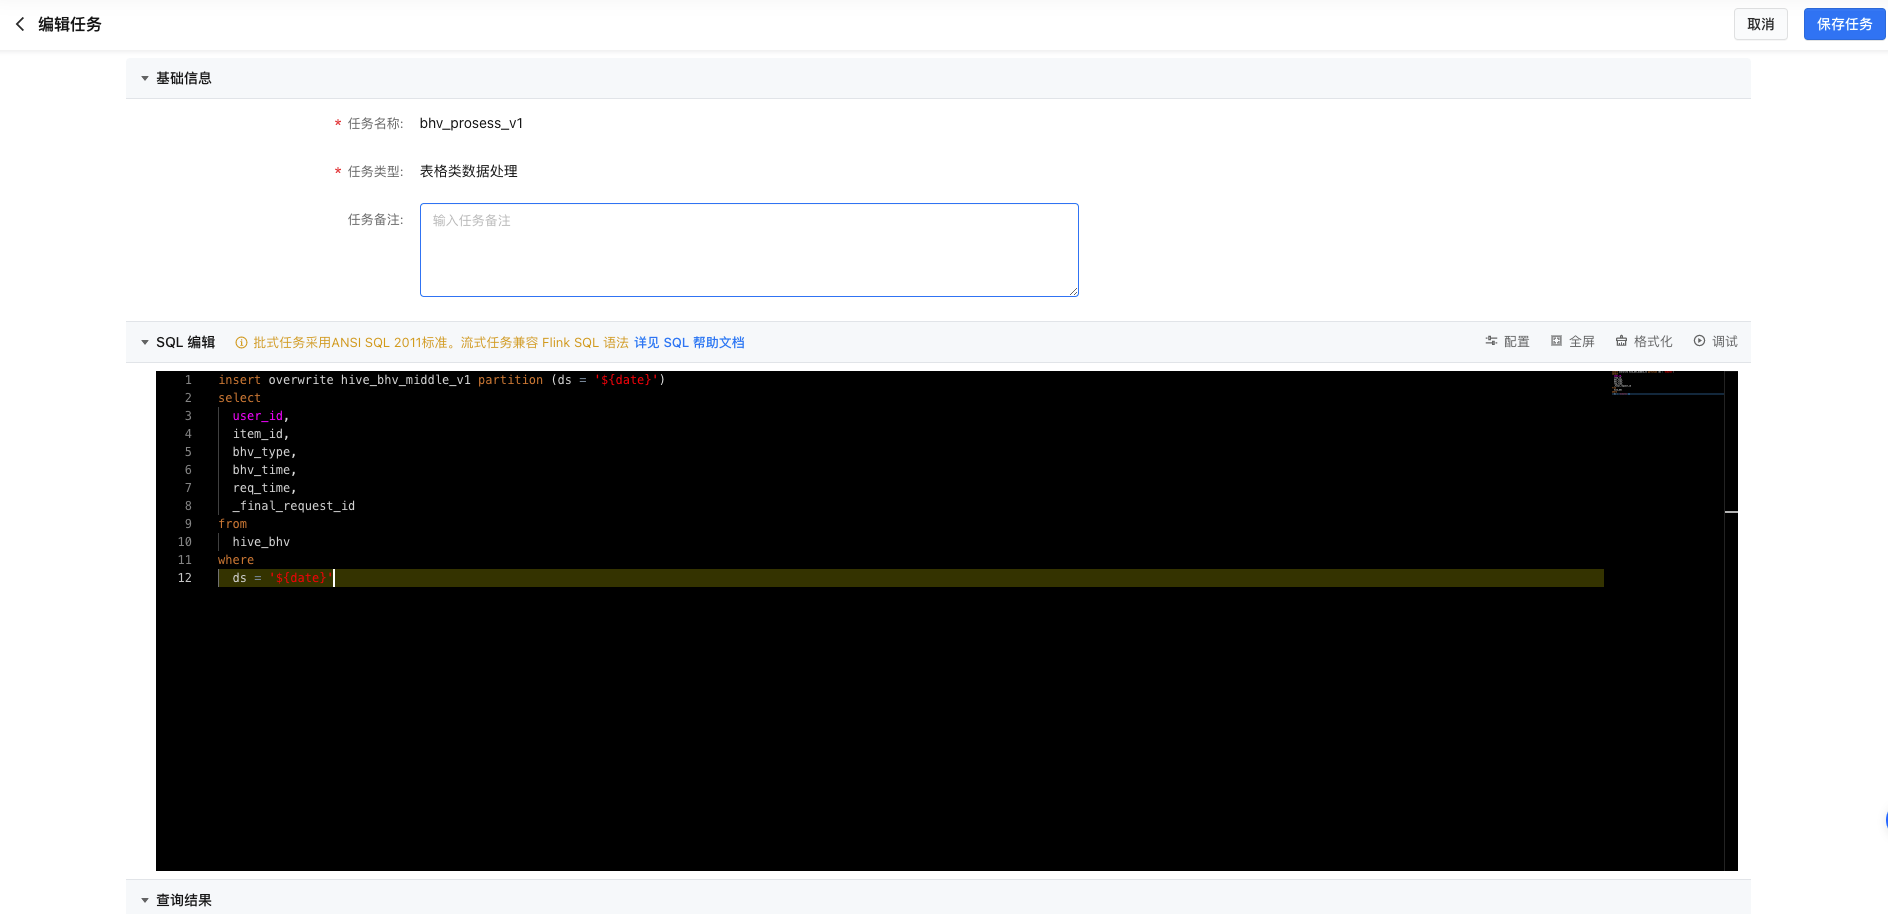 编辑任务
取消
保存任务
基础信息
* 任务名称: bhv_prosess_v1
* 任务类型: 表格类数据处理
任务备注: 输入任务备注
SQL 编辑 批式任务采用ANSI SQL 2011标准。流式任务兼容 Flink SQL 语法 详见 SQL 帮助文档 配置 全屏 格式化 调试
1 insert overwrite hive_bhv_middle_v1 partition (ds = '${date}')
2 select
3 user_id,
4 item_id,
5 bhv_type,
6 bhv_time,
7 req_time,
8 _final_request_id
9 from
10 hive_bhv
11 where
12 ds = '${date}'
查询结果